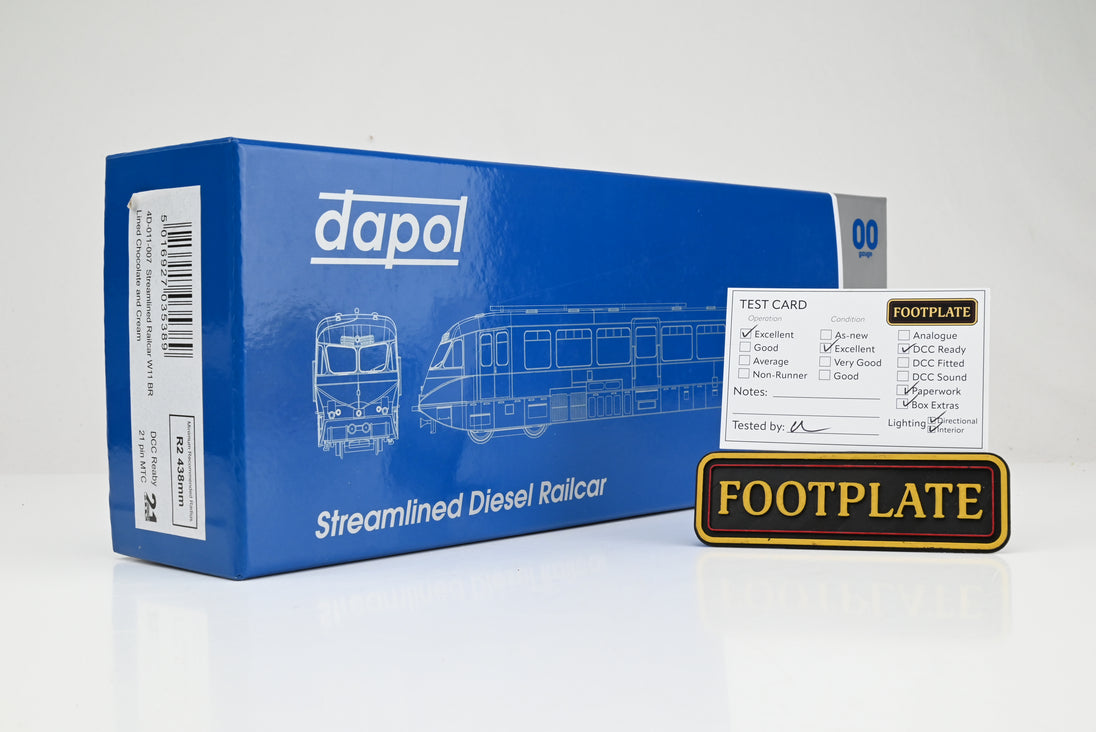 dapol
00
gauge
Streamlined Diesel Railcar
5 016927 035389
4D-011-007 Streamlined Railcar W11 BR
Lined Chocolate and Cream
Minimum Recommended Radius
R2 438mm
DCC Ready
21 pin MTC
21
TEST CARD
FOOTPLATE
Operation
Excellent
Good
Average
Non-Runner
Condition
As-new
Excellent
Very Good
Good
Analogue
DCC Ready
DCC Fitted
DCC Sound
Paperwork
Box Extras
Lighting
Directional
Interior
Notes:
Tested by:
FOOTPLATE